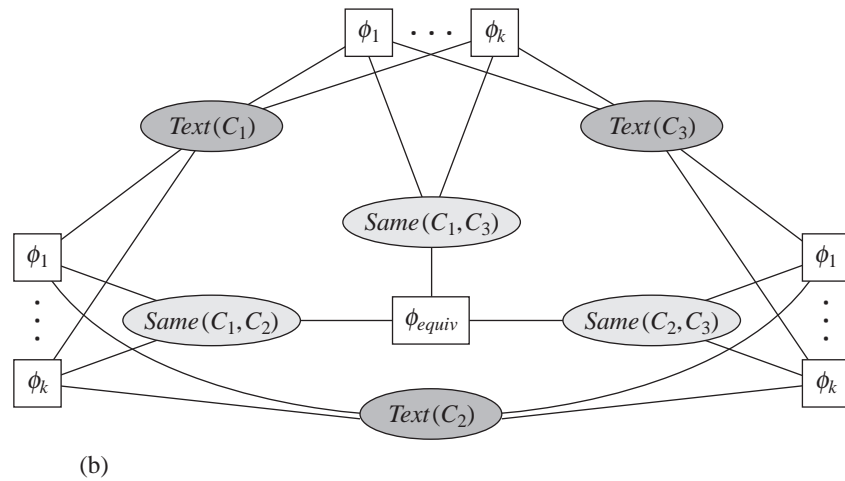 ϕ₁ · · · ϕₖ
Text(C₁) Text(C₃)
Same(C₁,C₃)
ϕ₁ ϕ₁
Same(C₁,C₂) ϕₑqᵤᵢᵥ Same(C₂,C₃)
ϕₖ ϕₖ
Text(C₂)
(b)